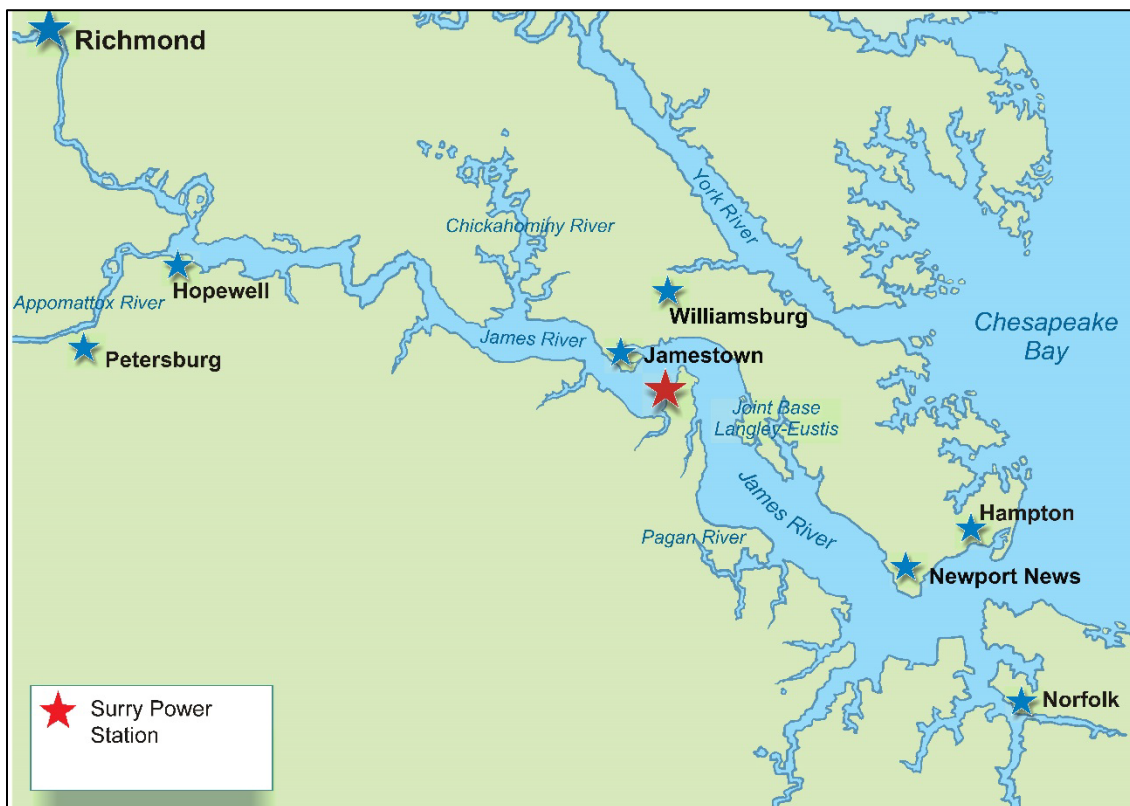 Richmond
York River
Chickahominy River
Hopewell
Appomattox River
Williamsburg
Chesapeake
Bay
James River
Jamestown
Petersburg
Joint Base
Langley-Eustis
James River
Hampton
Pagan River
Newport News
Norfolk
Surry Power
Station